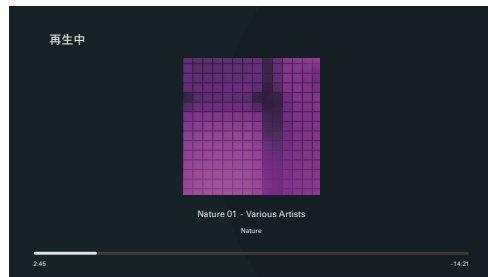 再生中
Nature 01 - Various Artists
Nature
2:45
-14:21